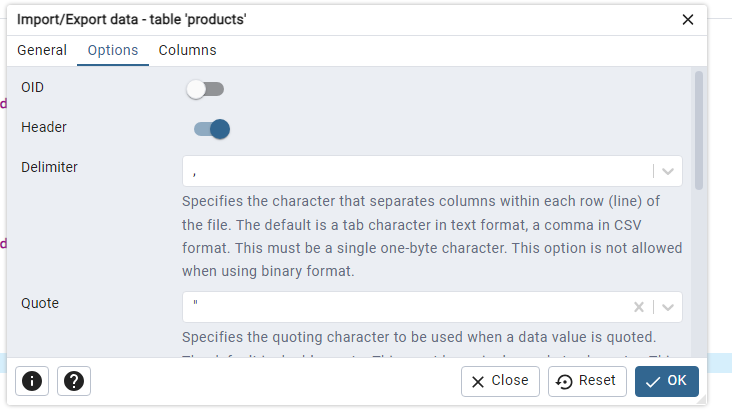 Import/Export data - table 'products'
General Options Columns
OID
Header
Delimiter
,
Specifies the character that separates columns within each row (line) of
the file. The default is a tab character in text format, a comma in CSV
format. This must be a single one-byte character. This option is not allowed
when using binary format.
Quote
"
Specifies the quoting character to be used when a data value is quoted.
Close Reset OK